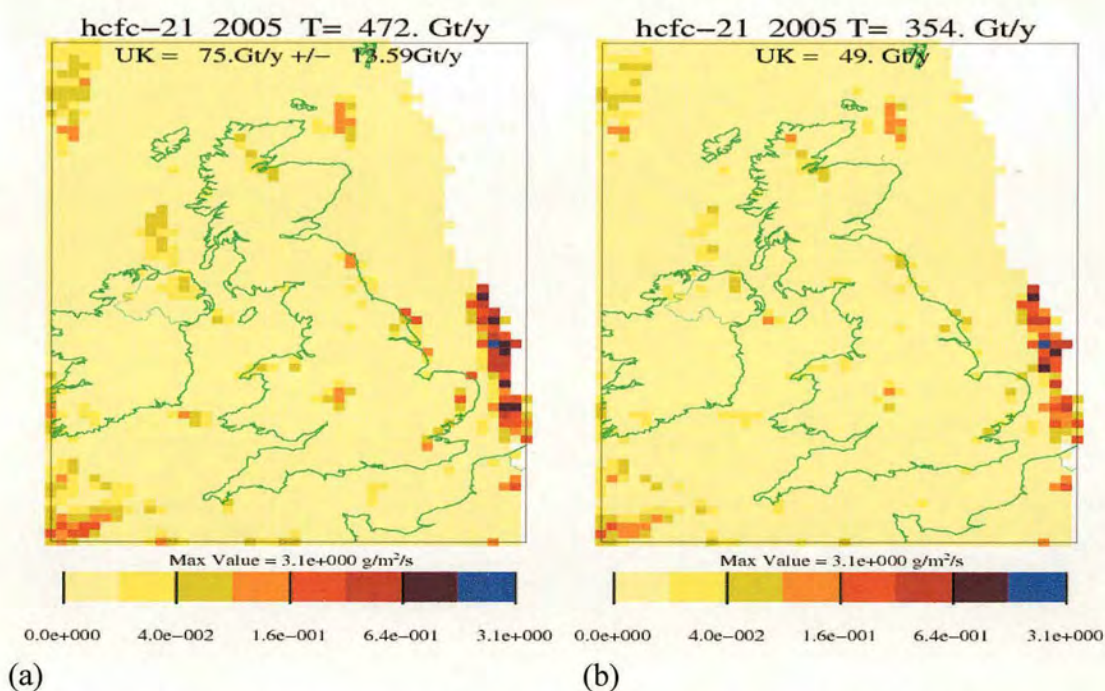 hcfc-21 2005 T= 472. Gt/y
UK = 75.Gt/y +/- 13.59Gt/y
Max Value = 3.1e+000 g/m²/s
0.0e+000 4.0e-002 1.6e-001 6.4e-001 3.1e+000
(a)
hcfc-21 2005 T= 354. Gt/y
UK = 49. Gt/y
Max Value = 3.1e+000 g/m²/s
0.0e+000 4.0e-002 1.6e-001 6.4e-001 3.1e+000
(b)